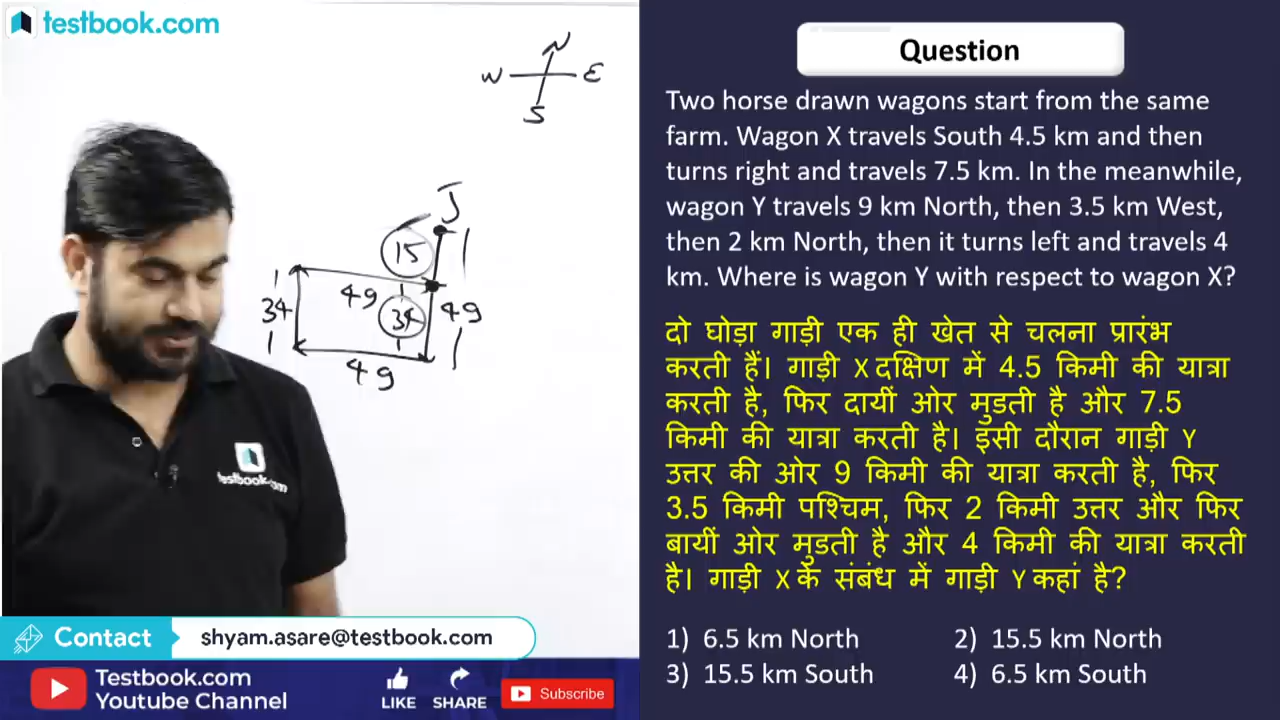 testbook.com
N
W E
S
J
15
49
34
34
49
49
testbook.com
Contact
shyam.asare@testbook.com
Testbook.com
Youtube Channel
LIKE
SHARE
Subscribe
Question
Two horse drawn wagons start from the same
farm. Wagon X travels South 4.5 km and then
turns right and travels 7.5 km. In the meanwhile,
wagon Y travels 9 km North, then 3.5 km West,
then 2 km North, then it turns left and travels 4
km. Where is wagon Y with respect to wagon X?
दो घोड़ा गाड़ी एक ही खेत से चलना प्रारंभ
करती हैं। गाड़ी X दक्षिण में 4.5 किमी की यात्रा
करती है, फिर दायीं ओर मुडती है और 7.5
किमी की यात्रा करती है। इसी दौरान गाड़ी Y
उत्तर की ओर 9 किमी की यात्रा करती है, फिर
3.5 किमी पश्चिम, फिर 2 किमी उत्तर और फिर
बायीं ओर मुडती है और 4 किमी की यात्रा करती
है। गाड़ी X के संबंध में गाड़ी Y कहां है?
1) 6.5 km North 2) 15.5 km North
3) 15.5 km South 4) 6.5 km South